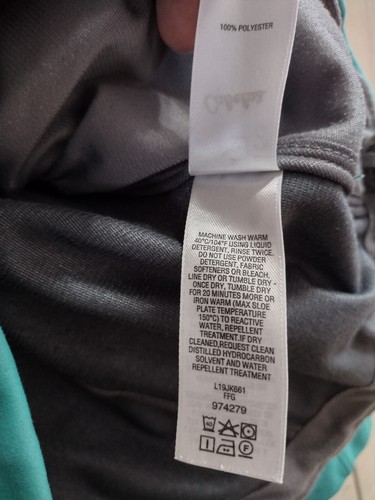 100% POLYESTER
Cabela's
MACHINE WASH WARM
40°C/104°F USING LIQUID
DETERGENT, RINSE TWICE.
DO NOT USE POWDER
DETERGENT, FABRIC
SOFTENERS OR BLEACH.
LINE DRY OR TUMBLE DRY -
ONCE DRY, TUMBLE DRY
FOR 20 MINUTES MORE OR
IRON WARM (MAX SLOE
PLATE TEMPERATURE
150°C) TO REACTIVE
WATER, REPELLENT
TREATMENT.IF DRY
CLEANED,REQUEST CLEAN
DISTILLED HYDROCARBON
SOLVENT AND WATER
REPELLENT TREATMENT
L19JK661
FFG
974279